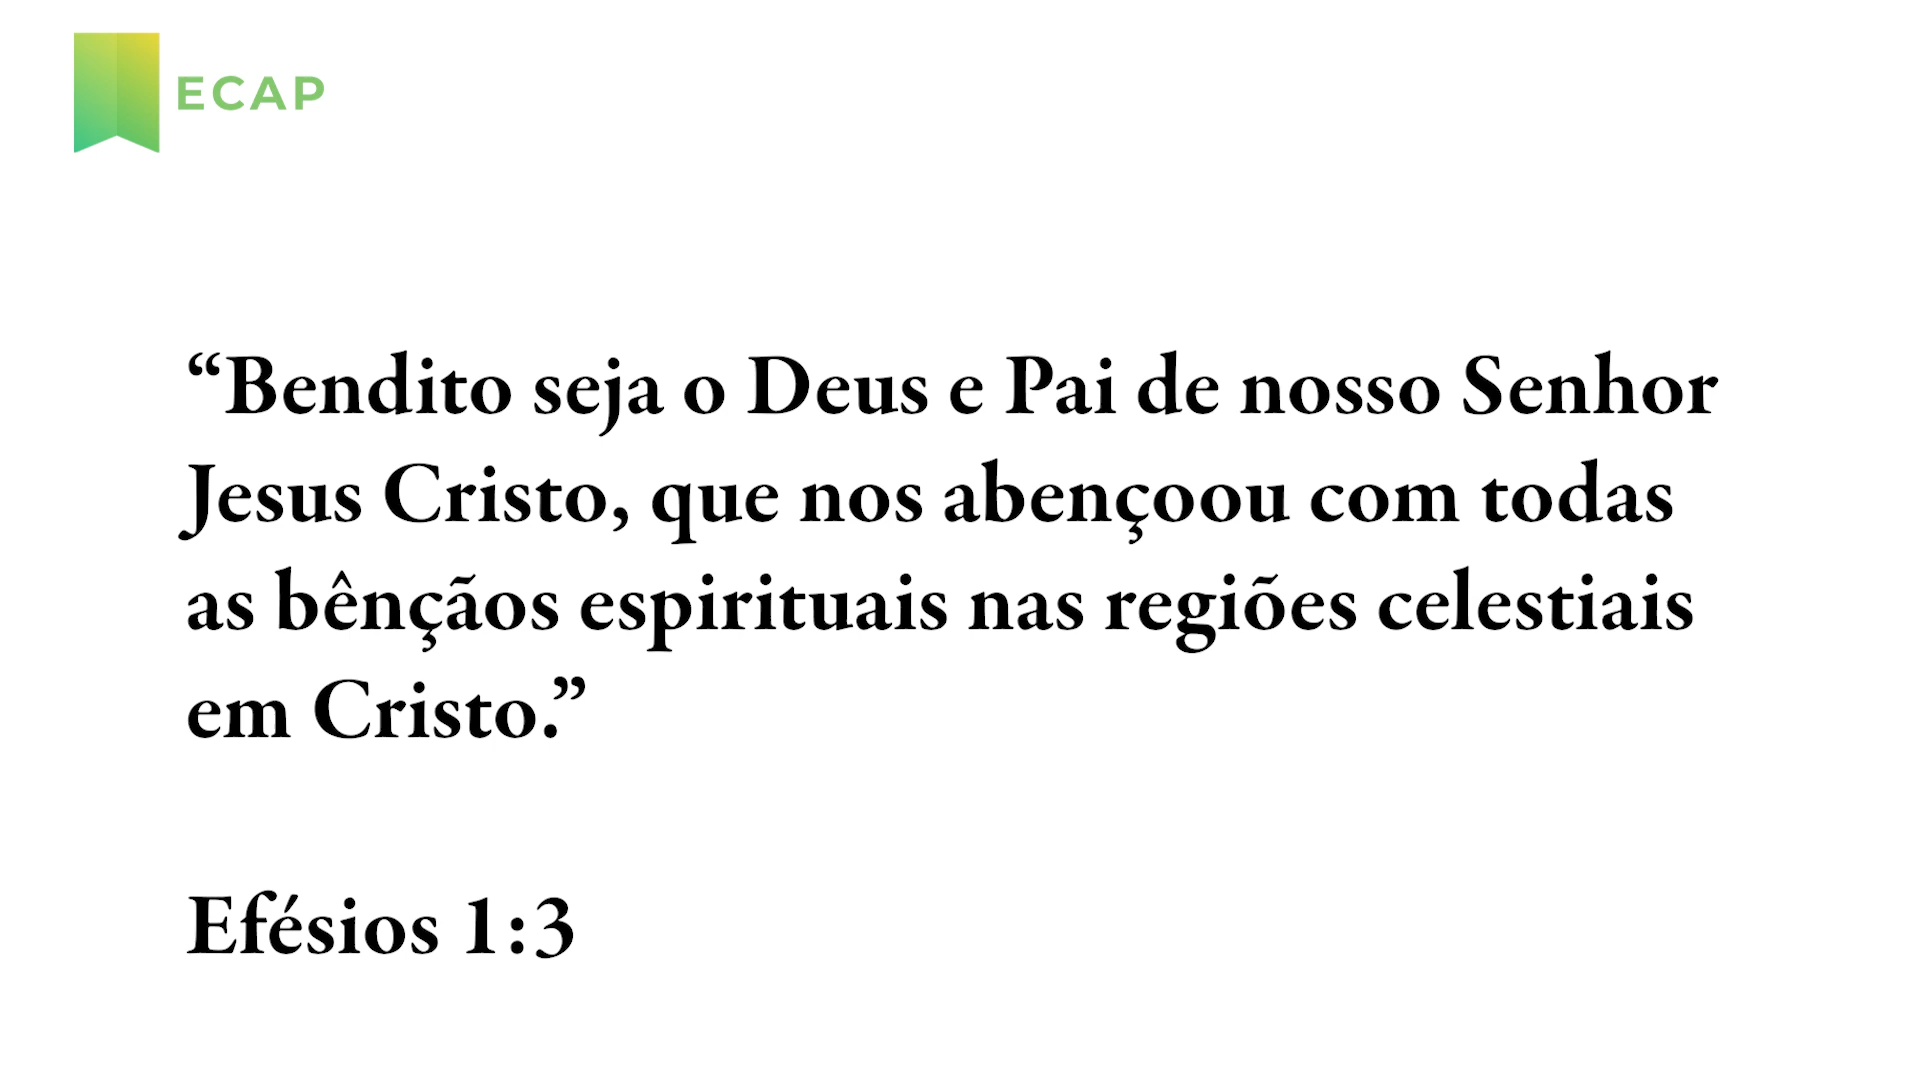 ECAP
“Bendito seja o Deus e Pai de nosso Senhor
Jesus Cristo, que nos abençoou com todas
as bênçãos espirituais nas regiões celestiais
em Cristo.”
Efésios 1:3